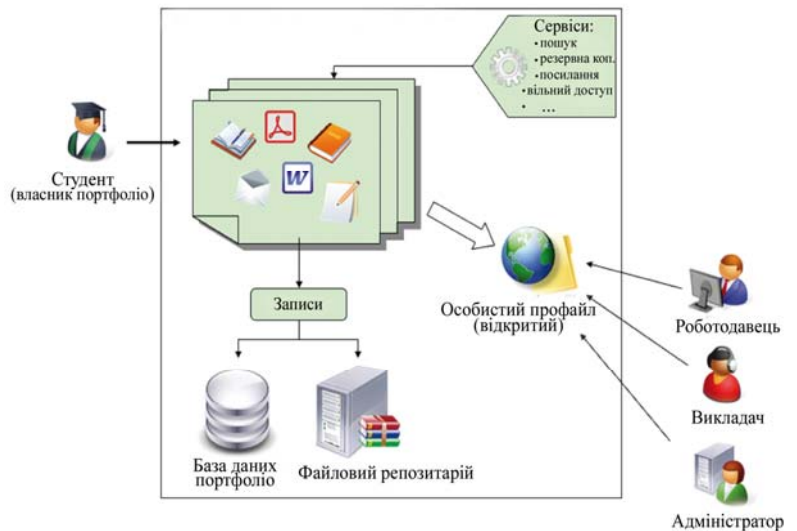 Сервіси:
• пошук
• резервна коп.
• посилання
• вільний доступ
• ...
Студент
(власник портфоліо)
W
Записи
Особистий профайл
(відкритий)
Роботодавець
База даних
портфоліо
Файловий репозитарій
Викладач
Адміністратор